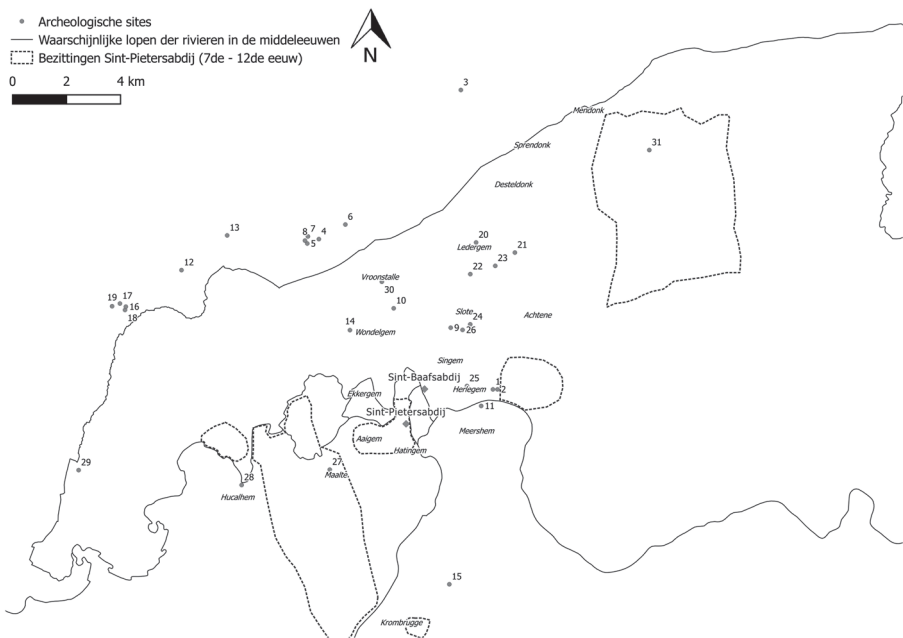 Archeologische sites
Waarschijnlijke lopen der rivieren in de middeleeuwen
Bezittingen Sint-Pietersabdij (7de - 12de eeuw)
N
0 2 4 km
3
Mendonk
Sprendonk
31
Desteldonk
6
13
7
8
4
5
20
Ledergem
21
23
12
22
Vroonstalle
30
19
17
16
18
10
Slote
24
Achtene
14
Wondelgem
9
26
Singem
Sint-Baafsabdij
25
1
Herlegem
2
Ekkergem
11
Sint-Pietersabdij
Meershem
Aaigem
Hatingem
29
27
Maalte
28
Hucalhem
15
Krombrugge